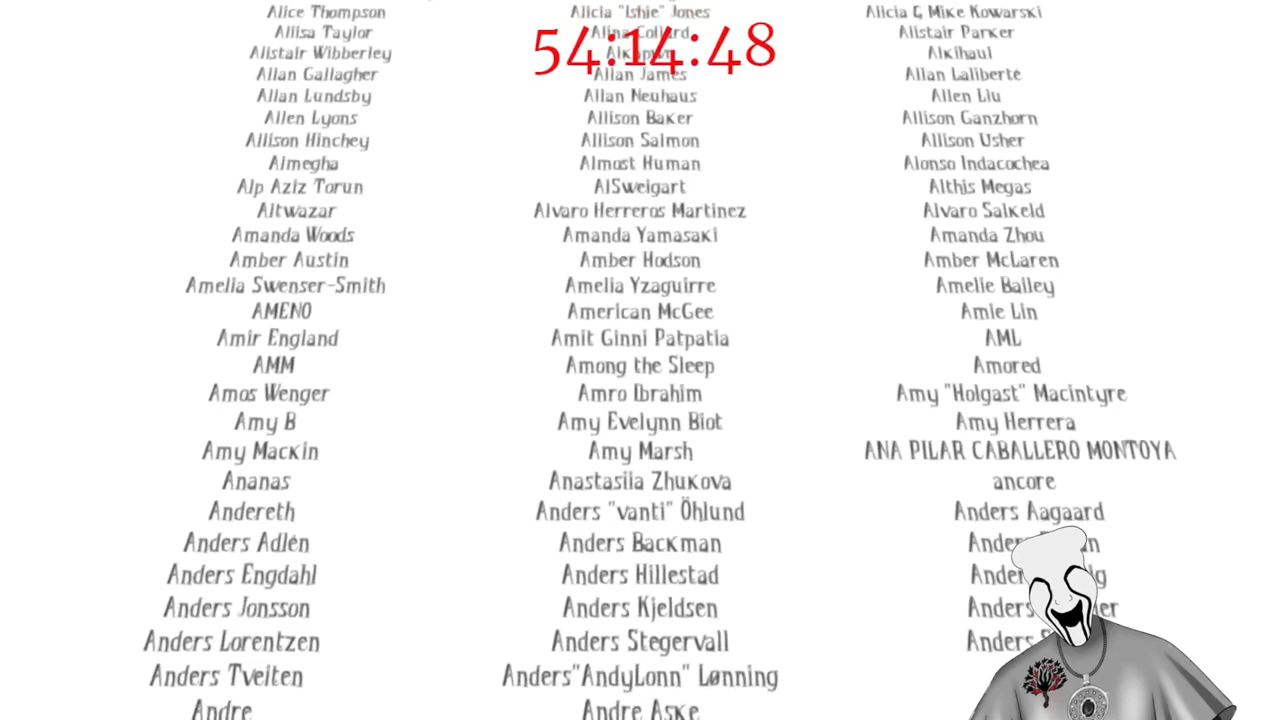 Alice Thompson Alicia "Ishie" Jones Alicia & Mike Kowarski
Aliisa Taylor Alina Collard Alistair Parker
54:14:48
Alistair Wibberley Alkihaul
Allan Gallagher Allan James Allan Laliberte
Allan Lundsby Allan Neuhaus Allen Liu
Allen Lyons Allison Baker Allison Ganzhorn
Allison Hinchey Allison Salmon Allison Usher
Almegha Almost Human Alonso Indacochea
Alp Aziz Torun AlSweigart Althis Megas
Altwazar Alvaro Herreros Martinez Alvaro Salkeld
Amanda Woods Amanda Yamasaki Amanda Zhou
Amber Austin Amber Hodson Amber McLaren
Amelia Swenser-Smith Amelia Yzaguirre Amelie Bailey
AMENO American McGee Amie Lin
Amir England Amit Ginni Patpatia AML
AMM Among the Sleep Amored
Amos Wenger Amro Ibrahim Amy "Holgast" Macintyre
Amy B Amy Evelynn Biot Amy Herrera
Amy Mackin Amy Marsh ANA PILAR CABALLERO MONTOYA
Ananas Anastasiia Zhukova ancore
Andereth Anders "vanti" Öhlund Anders Aagaard
Anders Adlén Anders Backman
Anders Engdahl Anders Hillestad
Anders Jonsson Anders Kjeldsen Anders
Anders Lorentzen Anders Stegervall Anders
Anders Tveiten Anders"AndyLonn" Lønning
Andre Andre Aske